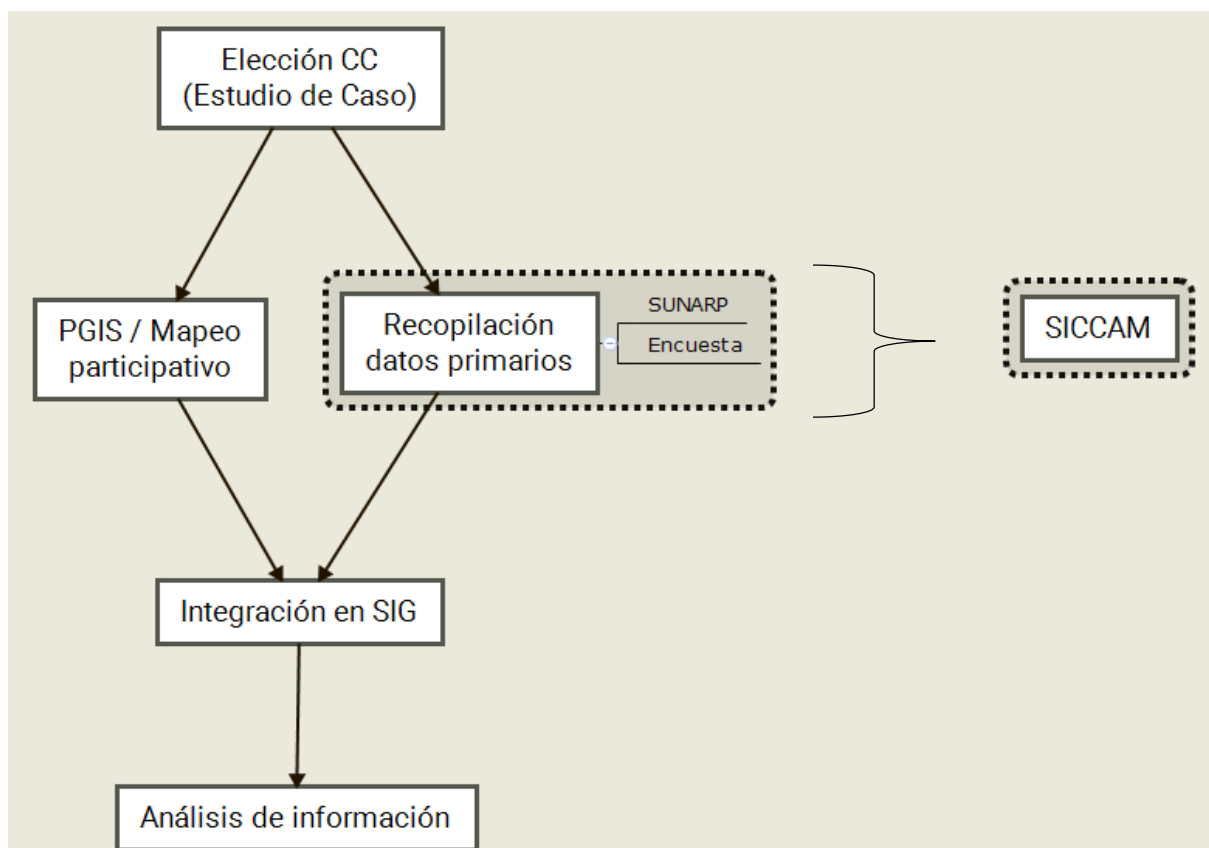 Elección CC
(Estudio de Caso)
PGIS / Mapeo
participativo
Recopilación
datos primarios
SUNARP
Encuesta
SICCAM
Integración en SIG
Análisis de información